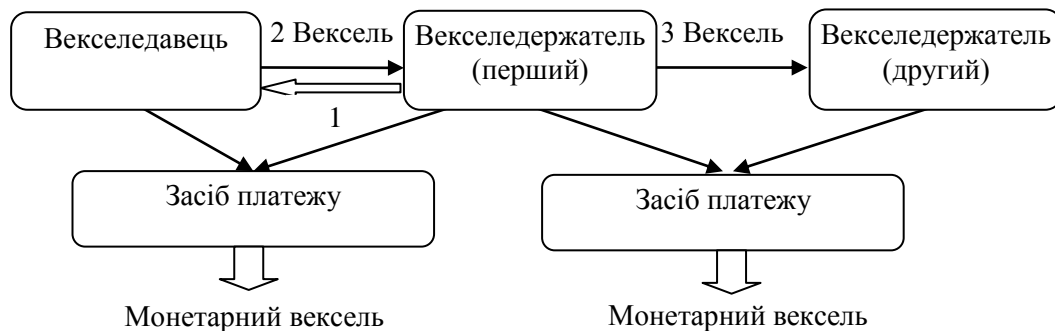 Векселедавець
2 Вексель
Векселедержатель
(перший)
3 Вексель
Векселедержатель
(другий)
1
Засіб платежу
Засіб платежу
Монетарний вексель
Монетарний вексель